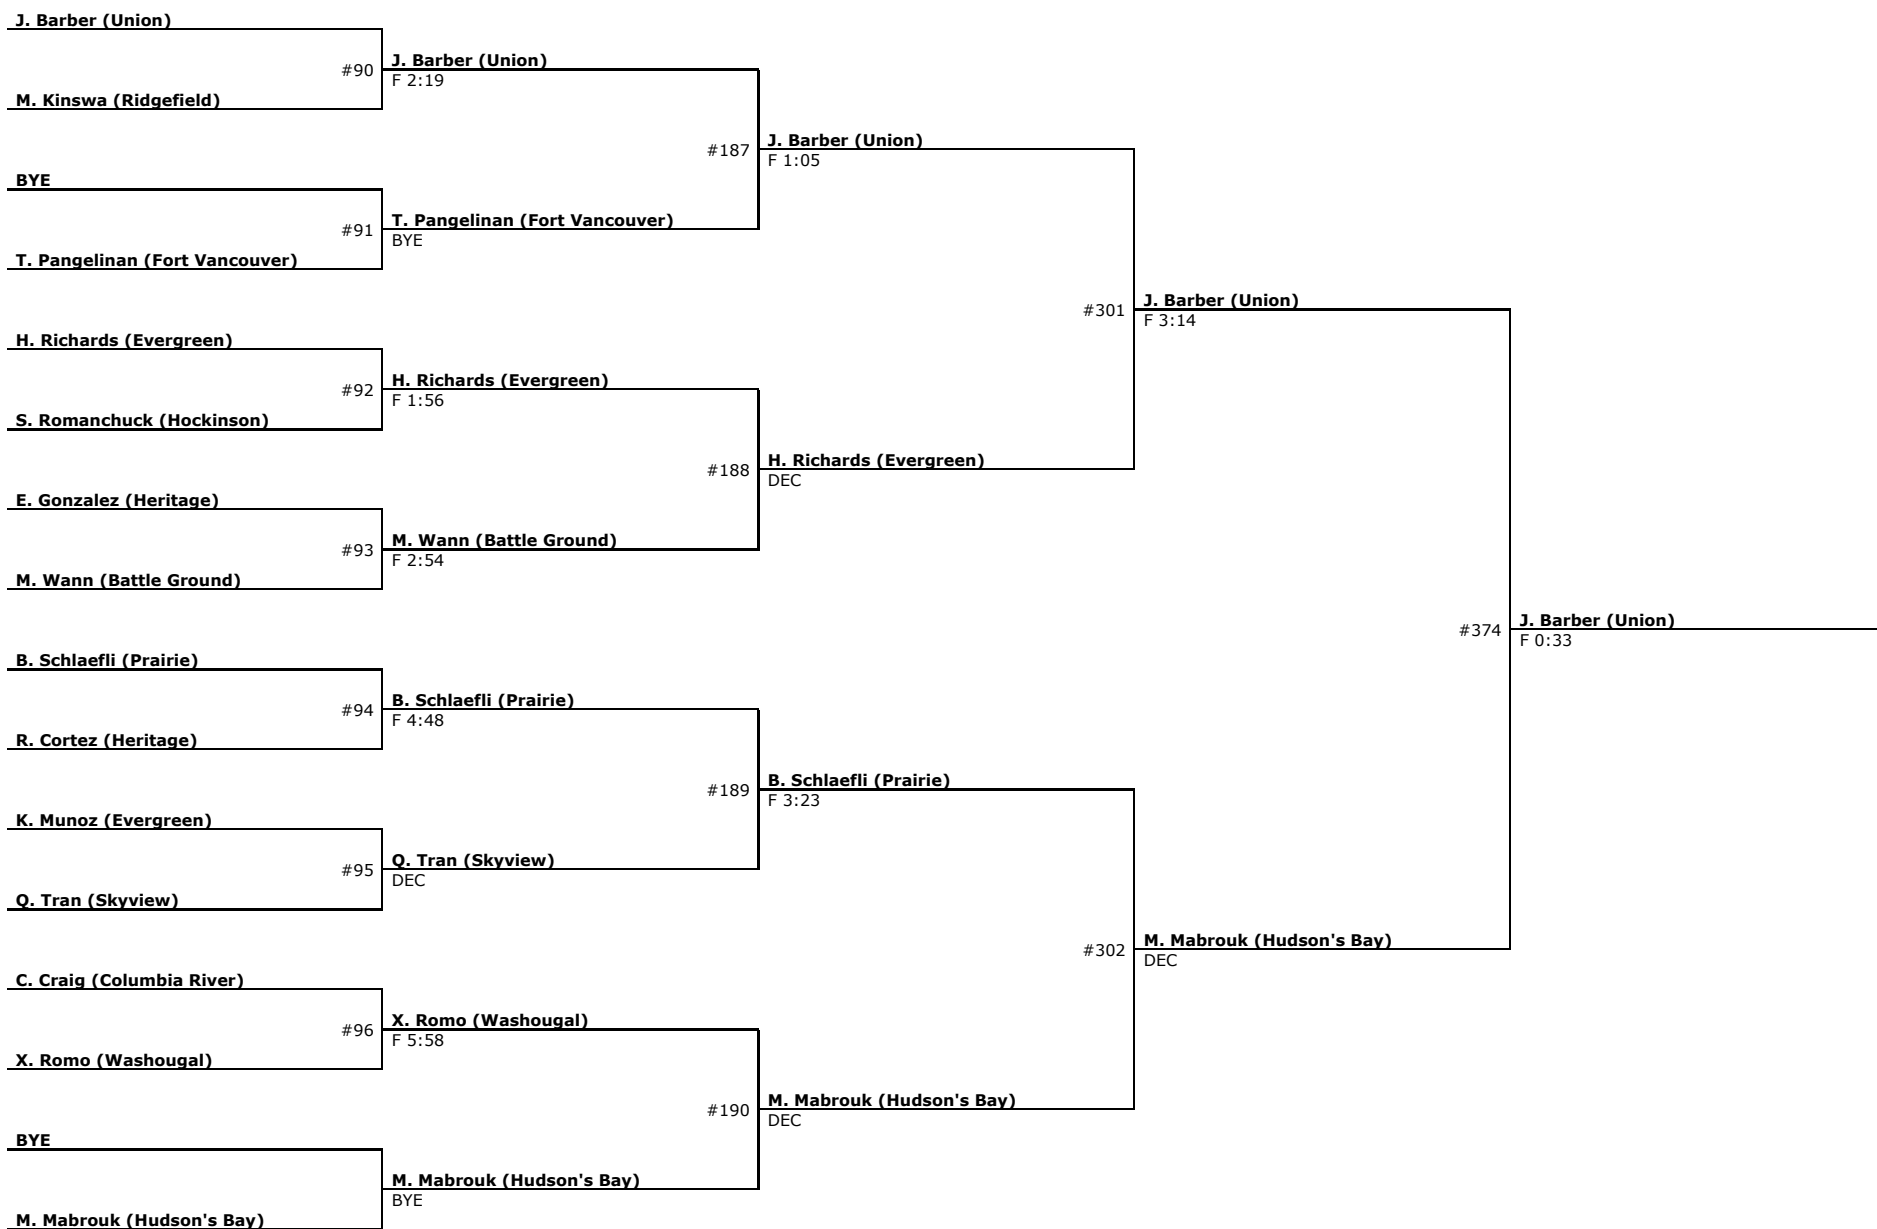 J. Barber (Union)
#90
M. Kinswa (Ridgefield)
J. Barber (Union)
F 2:19
BYE
#91
T. Pangelinan (Fort Vancouver)
T. Pangelinan (Fort Vancouver)
BYE
#187
J. Barber (Union)
F 1:05
H. Richards (Evergreen)
#92
S. Romanchuck (Hockinson)
H. Richards (Evergreen)
F 1:56
E. Gonzalez (Heritage)
#93
M. Wann (Battle Ground)
M. Wann (Battle Ground)
F 2:54
#188
H. Richards (Evergreen)
DEC
#301
J. Barber (Union)
F 3:14
B. Schlaefli (Prairie)
#94
R. Cortez (Heritage)
B. Schlaefli (Prairie)
F 4:48
K. Munoz (Evergreen)
#95
Q. Tran (Skyview)
Q. Tran (Skyview)
DEC
#189
B. Schlaefli (Prairie)
F 3:23
C. Craig (Columbia River)
#96
X. Romo (Washougal)
X. Romo (Washougal)
F 5:58
BYE
M. Mabrouk (Hudson's Bay)
M. Mabrouk (Hudson's Bay)
BYE
#190
M. Mabrouk (Hudson's Bay)
DEC
#302
M. Mabrouk (Hudson's Bay)
DEC
#374
J. Barber (Union)
F 0:33